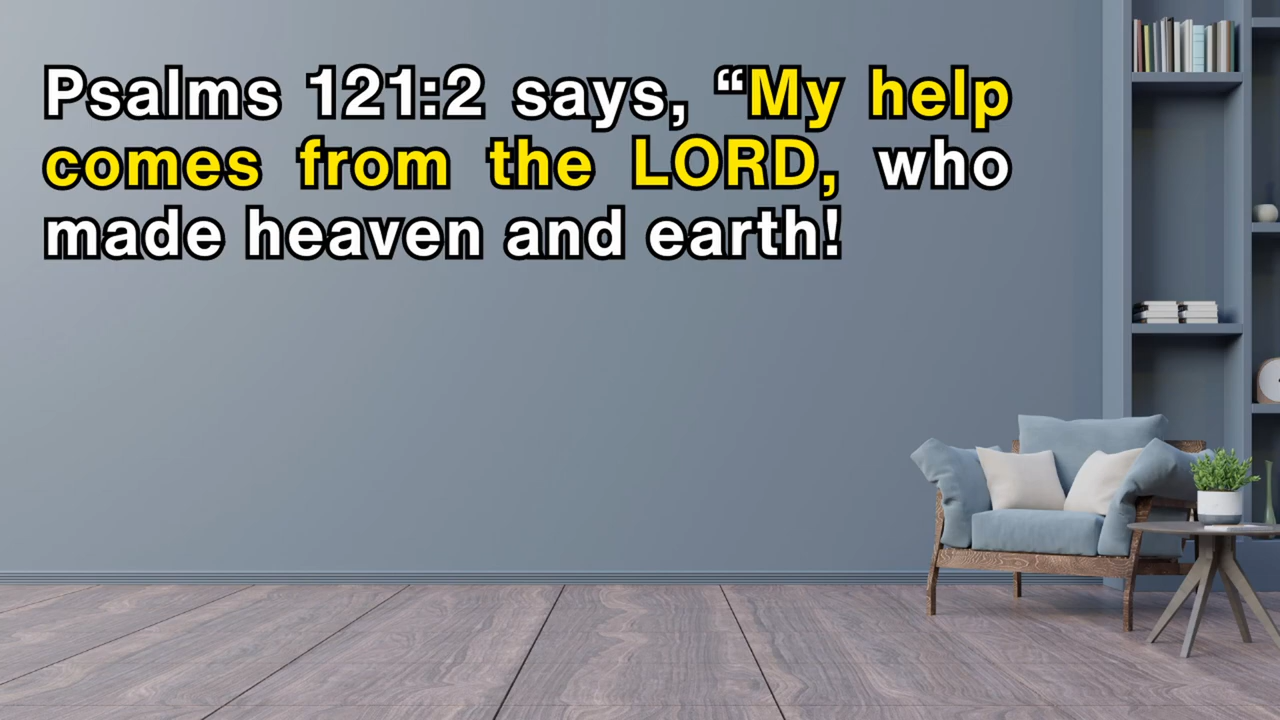 Psalms 121:2 says, “My help
comes from the LORD, who
made heaven and earth!